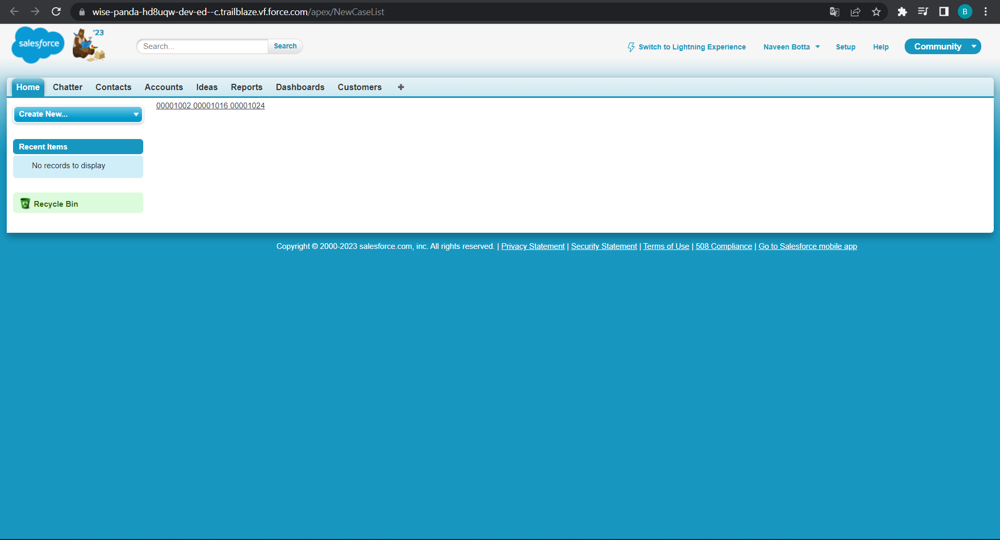 wise-panda-hd8uqw-dev-ed--c.trailblaze.vf.force.com/apex/NewCaseList
B
salesforce
'23
Search...
Search
Switch to Lightning Experience
Naveen Botta
Setup
Help
Community
Home
Chatter
Contacts
Accounts
Ideas
Reports
Dashboards
Customers
Create New...
00001002 00001016 00001024
Recent Items
No records to display
Recycle Bin
Copyright © 2000-2023 salesforce.com, inc. All rights reserved. | Privacy Statement | Security Statement | Terms of Use | 508 Compliance | Go to Salesforce mobile app